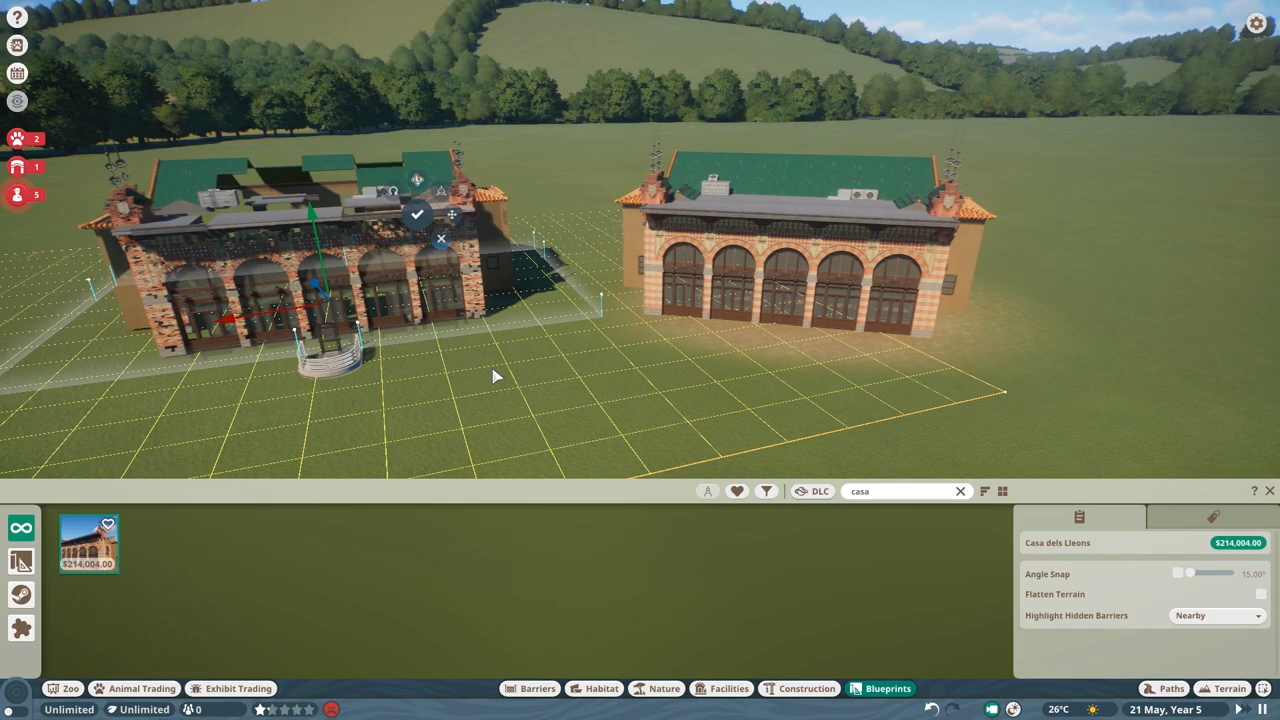 ?
2
1
5
DLC
casa
?
$214,004.00
Casa dels Lleons
$214,004.00
Angle Snap
15.00°
Flatten Terrain
Highlight Hidden Barriers
Nearby
Zoo
Animal Trading
Exhibit Trading
Barriers
Habitat
Nature
Facilities
Construction
Blueprints
Paths
Terrain
Unlimited
Unlimited
0
26°C
21 May, Year 5